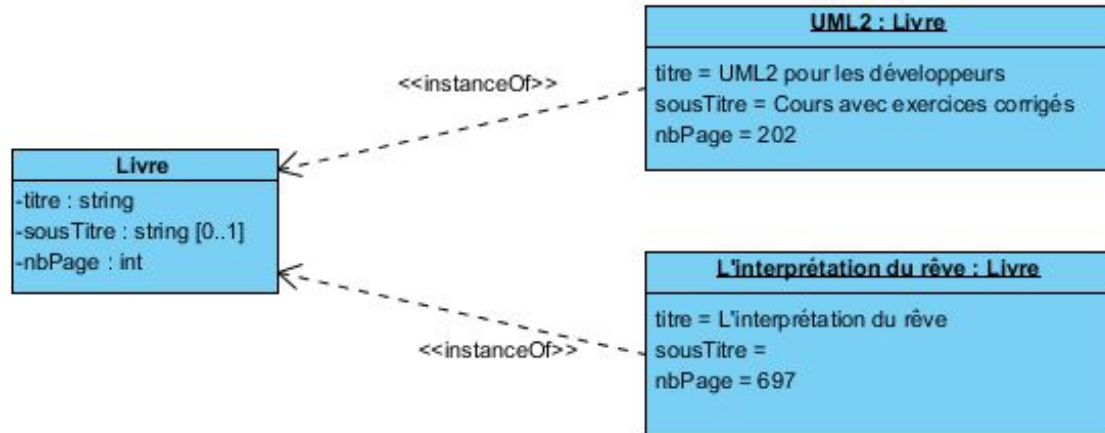 Livre
-titre : string
-sousTitre : string [0..1]
-nbPage : int
<<instanceOf>>
<<instanceOf>>
UML2 : Livre
titre = UML2 pour les développeurs
sousTitre = Cours avec exercices corrigés
nbPage = 202
L'interprétation du rêve : Livre
titre = L'interprétation du rêve
sousTitre =
nbPage = 697